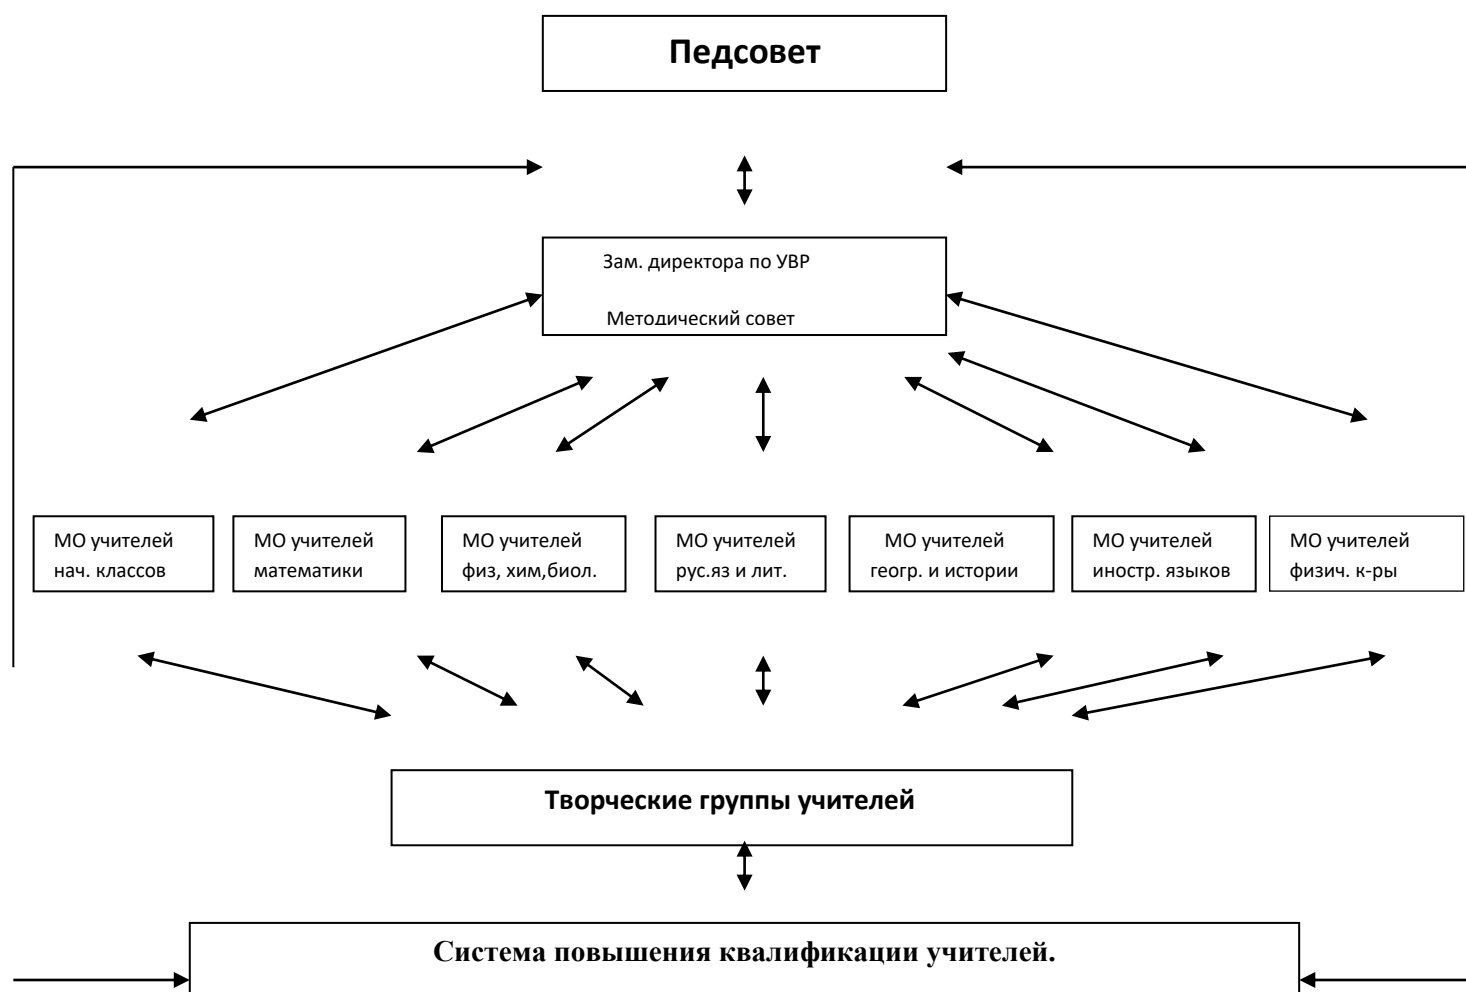 Педсовет
Зам. директора по УВР
Методический совет
МО учителей
нач. классов
МО учителей
математики
МО учителей
физ, хим,биол.
МО учителей
рус.яз и лит.
МО учителей
геогр. и истории
МО учителей
иностр. языков
МО учителей
физич. к-ры
Творческие группы учителей
Система повышения квалификации учителей.